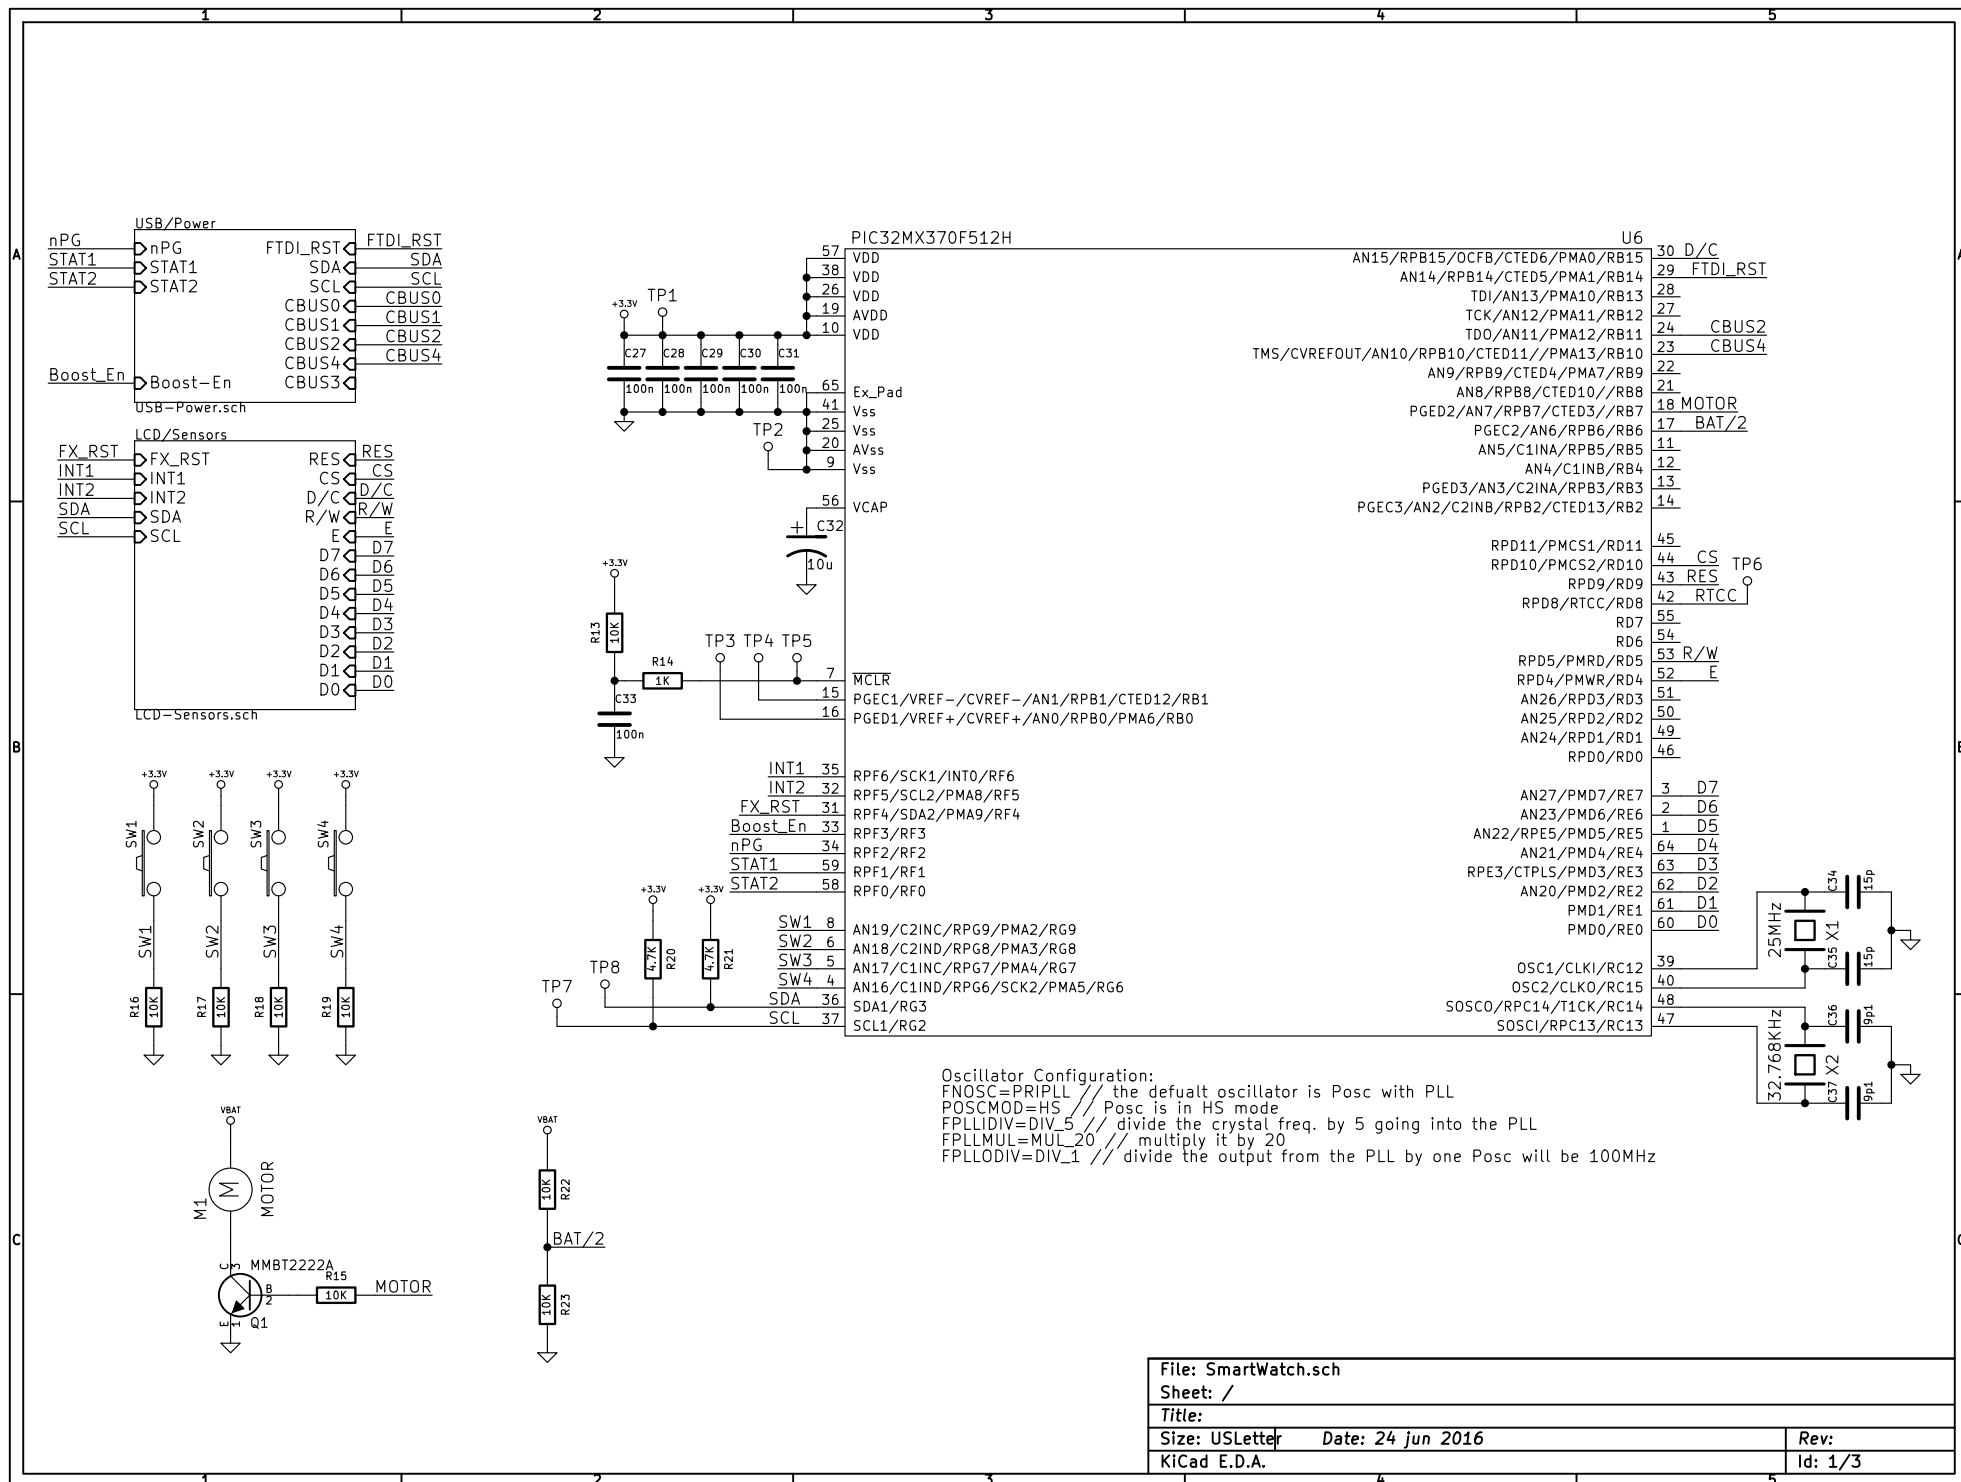 1 2 3 4 5
A
B
C
USB/Power
nPG nPG FTDI_RST FTDI_RST
STAT1 STAT1 SDA SDA
STAT2 STAT2 SCL SCL
CBUS0 CBUS0
CBUS1 CBUS1
CBUS2 CBUS2
CBUS4 CBUS4
Boost_En Boost-En CBUS3
USB-Power.sch
LCD/Sensors
FX_RST FX_RST RES RES
INT1 INT1 CS CS
INT2 INT2 D/C D/C
SDA SDA R/W R/W
SCL SCL E E
D7 D7
D6 D6
D5 D5
D4 D4
D3 D3
D2 D2
D1 D1
D0 D0
LCD-Sensors.sch
+3.3V +3.3V +3.3V +3.3V
SW1 SW2 SW3 SW4
SW1 SW2 SW3 SW4
R16 10K R17 10K R18 10K R19 10K
VBAT
M1 M MOTOR
C 3 MMBT2222A
R15
B 2 10K MOTOR
E 1 Q1
VBAT
10K R22
BAT/2
10K R23
+3.3V TP1
C27 C28 C29 C30 C31
100n 100n 100n 100n 100n
TP2
C32
10u
+3.3V
R13 10K
R14
1K
TP3 TP4 TP5
C33
100n
+3.3V +3.3V
4.7K R20 4.7K R21
TP8
TP7
PIC32MX370F512H U6
57 VDD
38 VDD
26 VDD
19 AVDD
10 VDD
65 Ex_Pad
41 Vss
25 Vss
20 AVss
9 Vss
56 VCAP
7 MCLR
15 PGEC1/VREF-/CVREF-/AN1/RPB1/CTED12/RB1
16 PGED1/VREF+/CVREF+/AN0/RPB0/PMA6/RB0
INT1 35 RPF6/SCK1/INT0/RF6
INT2 32 RPF5/SCL2/PMA8/RF5
FX_RST 31 RPF4/SDA2/PMA9/RF4
Boost_En 33 RPF3/RF3
nPG 34 RPF2/RF2
STAT1 59 RPF1/RF1
STAT2 58 RPF0/RF0
SW1 8 AN19/C2INC/RPG9/PMA2/RG9
SW2 6 AN18/C2IND/RPG8/PMA3/RG8
SW3 5 AN17/C1INC/RPG7/PMA4/RG7
SW4 4 AN16/C1IND/RPG6/SCK2/PMA5/RG6
SDA 36 SDA1/RG3
SCL 37 SCL1/RG2
AN15/RPB15/OCFB/CTED6/PMA0/RB15 30 D/C
AN14/RPB14/CTED5/PMA1/RB14 29 FTDI_RST
TDI/AN13/PMA10/RB13 28
TCK/AN12/PMA11/RB12 27
TDO/AN11/PMA12/RB11 24 CBUS2
TMS/CVREFOUT/AN10/RPB10/CTED11//PMA13/RB10 23 CBUS4
AN9/RPB9/CTED4/PMA7/RB9 22
AN8/RPB8/CTED10//RB8 21
PGED2/AN7/RPB7/CTED3//RB7 18 MOTOR
PGEC2/AN6/RPB6/RB6 17 BAT/2
AN5/C1INA/RPB5/RB5 11
AN4/C1INB/RB4 12
PGED3/AN3/C2INA/RPB3/RB3 13
PGEC3/AN2/C2INB/RPB2/CTED13/RB2 14
RPD11/PMCS1/RD11 45
RPD10/PMCS2/RD10 44 CS
RPD9/RD9 43 RES
RPD8/RTCC/RD8 42 RTCC
TP6
RD7 55
RD6 54
RPD5/PMRD/RD5 53 R/W
RPD4/PMWR/RD4 52 E
AN26/RPD3/RD3 51
AN25/RPD2/RD2 50
AN24/RPD1/RD1 49
RPD0/RD0 46
AN27/PMD7/RE7 3 D7
AN23/PMD6/RE6 2 D6
AN22/RPE5/PMD5/RE5 1 D5
AN21/PMD4/RE4 64 D4
RPE3/CTPLS/PMD3/RE3 63 D3
AN20/PMD2/RE2 62 D2
PMD1/RE1 61 D1
PMD0/RE0 60 D0
OSC1/CLKI/RC12 39
OSC2/CLKO/RC15 40
SOSCO/RPC14/T1CK/RC14 48
SOSCI/RPC13/RC13 47
C34 15p
25MHz X1
C35 15p
C36 9p1
32.768KHz X2
C37 9p1
Oscillator Configuration:
FNOSC=PRIPLL // the defualt oscillator is Posc with PLL
POSCMOD=HS // Posc is in HS mode
FPLLIDIV=DIV_5 // divide the crystal freq. by 5 going into the PLL
FPLLMUL=MUL_20 // multiply it by 20
FPLLODIV=DIV_1 // divide the output from the PLL by one Posc will be 100MHz
File: SmartWatch.sch
Sheet: /
Title:
Size: USLetter Date: 24 jun 2016 Rev:
KiCad E.D.A. Id: 1/3
1 2 3 4 5